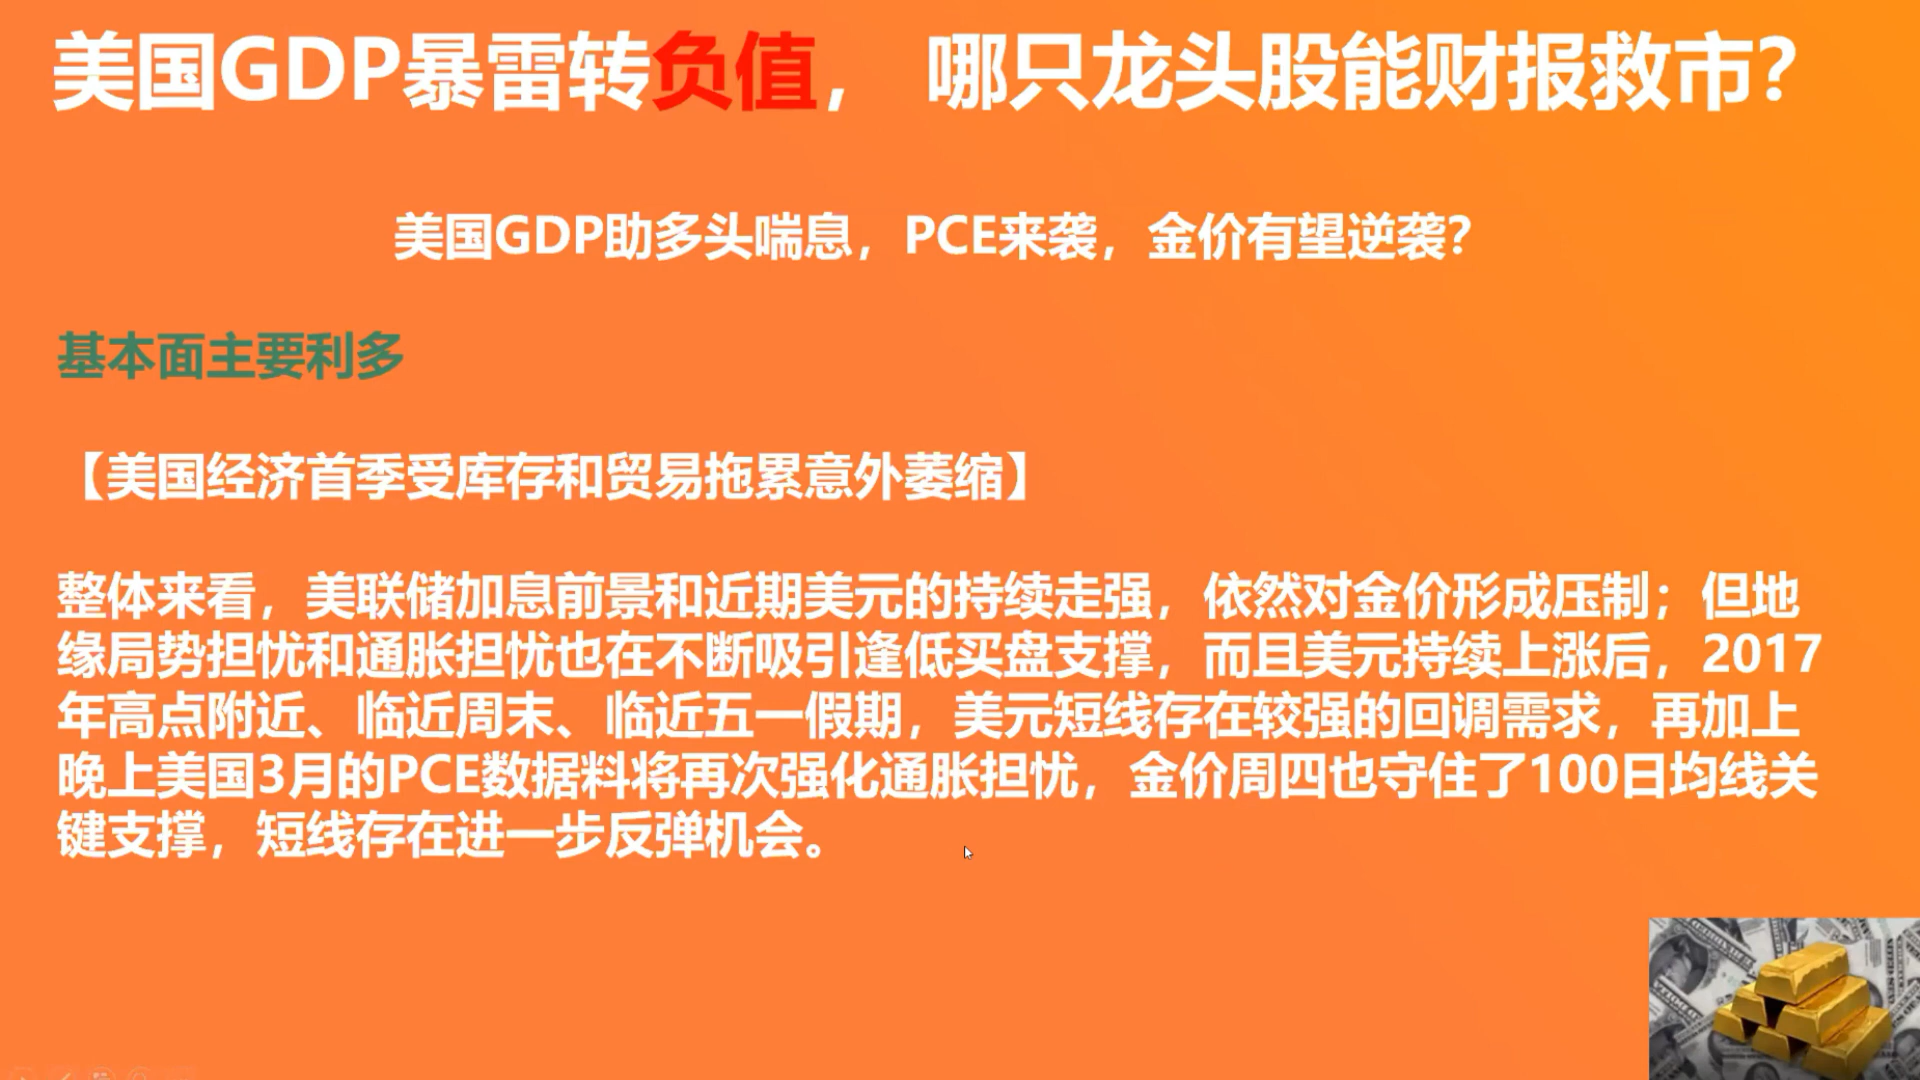 美国GDP暴雷转负值， 哪只龙头股能财报救市？
美国GDP助多头喘息，PCE来袭，金价有望逆袭？
基本面主要利多
【美国经济首季受库存和贸易拖累意外萎缩】
整体来看，美联储加息前景和近期美元的持续走强，依然对金价形成压制；但地
缘局势担忧和通胀担忧也在不断吸引逢低买盘支撑，而且美元持续上涨后，2017
年高点附近、临近周末、临近五一假期，美元短线存在较强的回调需求，再加上
晚上美国3月的PCE数据料将再次强化通胀担忧，金价周四也守住了100日均线关
键支撑，短线存在进一步反弹机会。